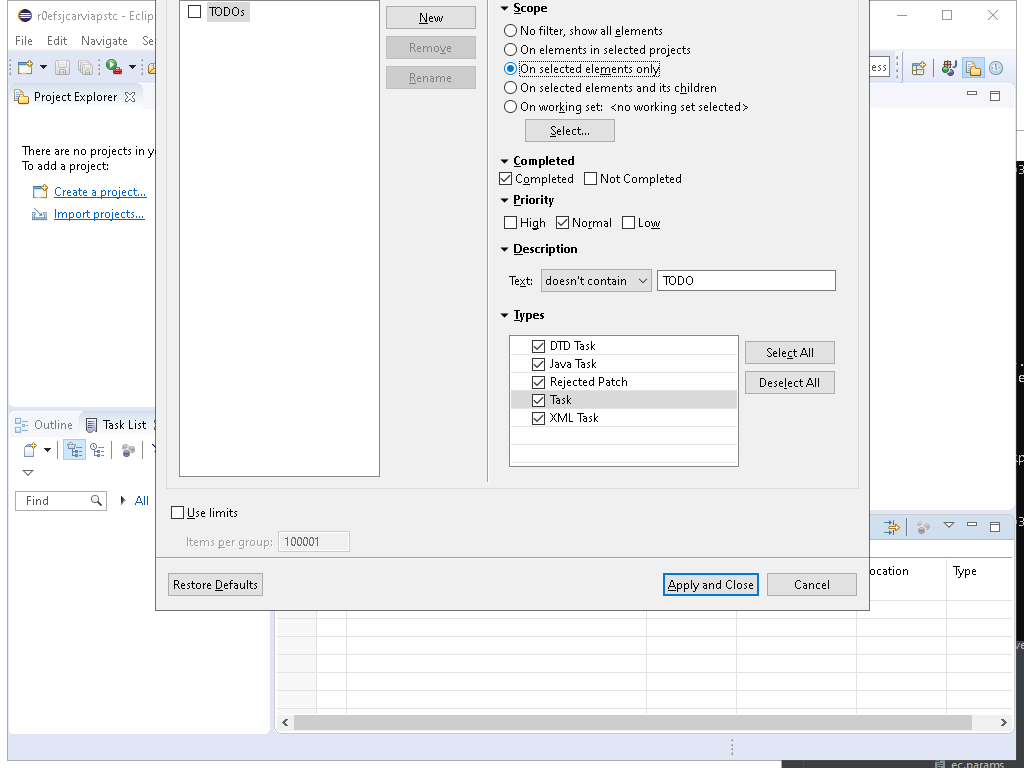 r0efsjcarviapstc - Eclip
File Edit Navigate Se
Project Explorer
There are no projects in y
To add a project:
Create a project...
Import projects...
Outline Task List
Find All
TODOs
New
Remove
Rename
Scope
No filter, show all elements
On elements in selected projects
On selected elements only
On selected elements and its children
On working set: <no working set selected>
Select...
Completed
Completed Not Completed
Priority
High Normal Low
Description
Text: doesn't contain TODO
Types
DTD Task
Java Task
Rejected Patch
Task
XML Task
Select All
Deselect All
Use limits
Items per group: 100001
Restore Defaults Apply and Close Cancel
ess
ocation Type
ec.params